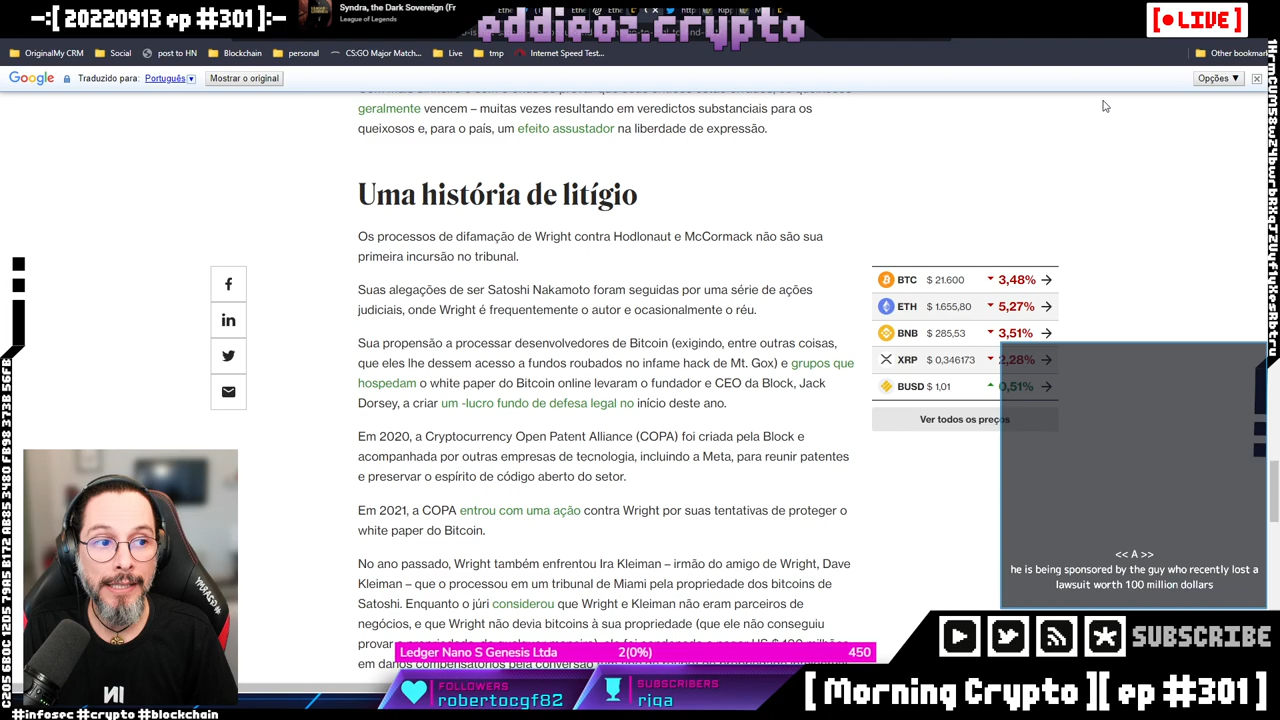 -:[ 20220913 ep #301]:-
Syndra, the Dark Sovereign (Fr
League of Legends
eddieoz.crypto
[● LIVE]
OriginalMy CRM
Social
post to HN
Blockchain
personal
CS:GO Major Match...
Live
tmp
Internet Speed Test...
Other bookmar
Google
Traduzido para: Português
Mostrar o original
Opções ▼
geralmente vencem – muitas vezes resultando em veredictos substanciais para os
queixosos e, para o país, um efeito assustador na liberdade de expressão.
Uma história de litígio
Os processos de difamação de Wright contra Hodlonaut e McCormack não são sua
primeira incursão no tribunal.
Suas alegações de ser Satoshi Nakamoto foram seguidas por uma série de ações
judiciais, onde Wright é frequentemente o autor e ocasionalmente o réu.
Sua propensão a processar desenvolvedores de Bitcoin (exigindo, entre outras coisas,
que eles lhe dessem acesso a fundos roubados no infame hack de Mt. Gox) e grupos que
hospedam o white paper do Bitcoin online levaram o fundador e CEO da Block, Jack
Dorsey, a criar um -lucro fundo de defesa legal no início deste ano.
Em 2020, a Cryptocurrency Open Patent Alliance (COPA) foi criada pela Block e
acompanhada por outras empresas de tecnologia, incluindo a Meta, para reunir patentes
e preservar o espírito de código aberto do setor.
Em 2021, a COPA entrou com uma ação contra Wright por suas tentativas de proteger o
white paper do Bitcoin.
No ano passado, Wright também enfrentou Ira Kleiman – irmão do amigo de Wright, Dave
Kleiman – que o processou em um tribunal de Miami pela propriedade dos bitcoins de
Satoshi. Enquanto o júri considerou que Wright e Kleiman não eram parceiros de
negócios, e que Wright não devia bitcoins à sua propriedade (que ele não conseguiu
BTC $ 21.600 3,48%
ETH $ 1.655,80 5,27%
BNB $ 285,53 3,51%
XRP $ 0,346173 2,28%
BUSD $ 1,01 0,51%
Ver todos os preços
<< A >>
he is being sponsored by the guy who recently lost a
lawsuit worth 100 million dollars
Ledger Nano S Genesis Ltda 2(0%) 450
FOLLOWERS
robertocgf82
SUBSCRIBERS
riga
SUBSCRIBE
[ Morning Crypto ][ ep #301 ]
#infosec #crypto #blockchain